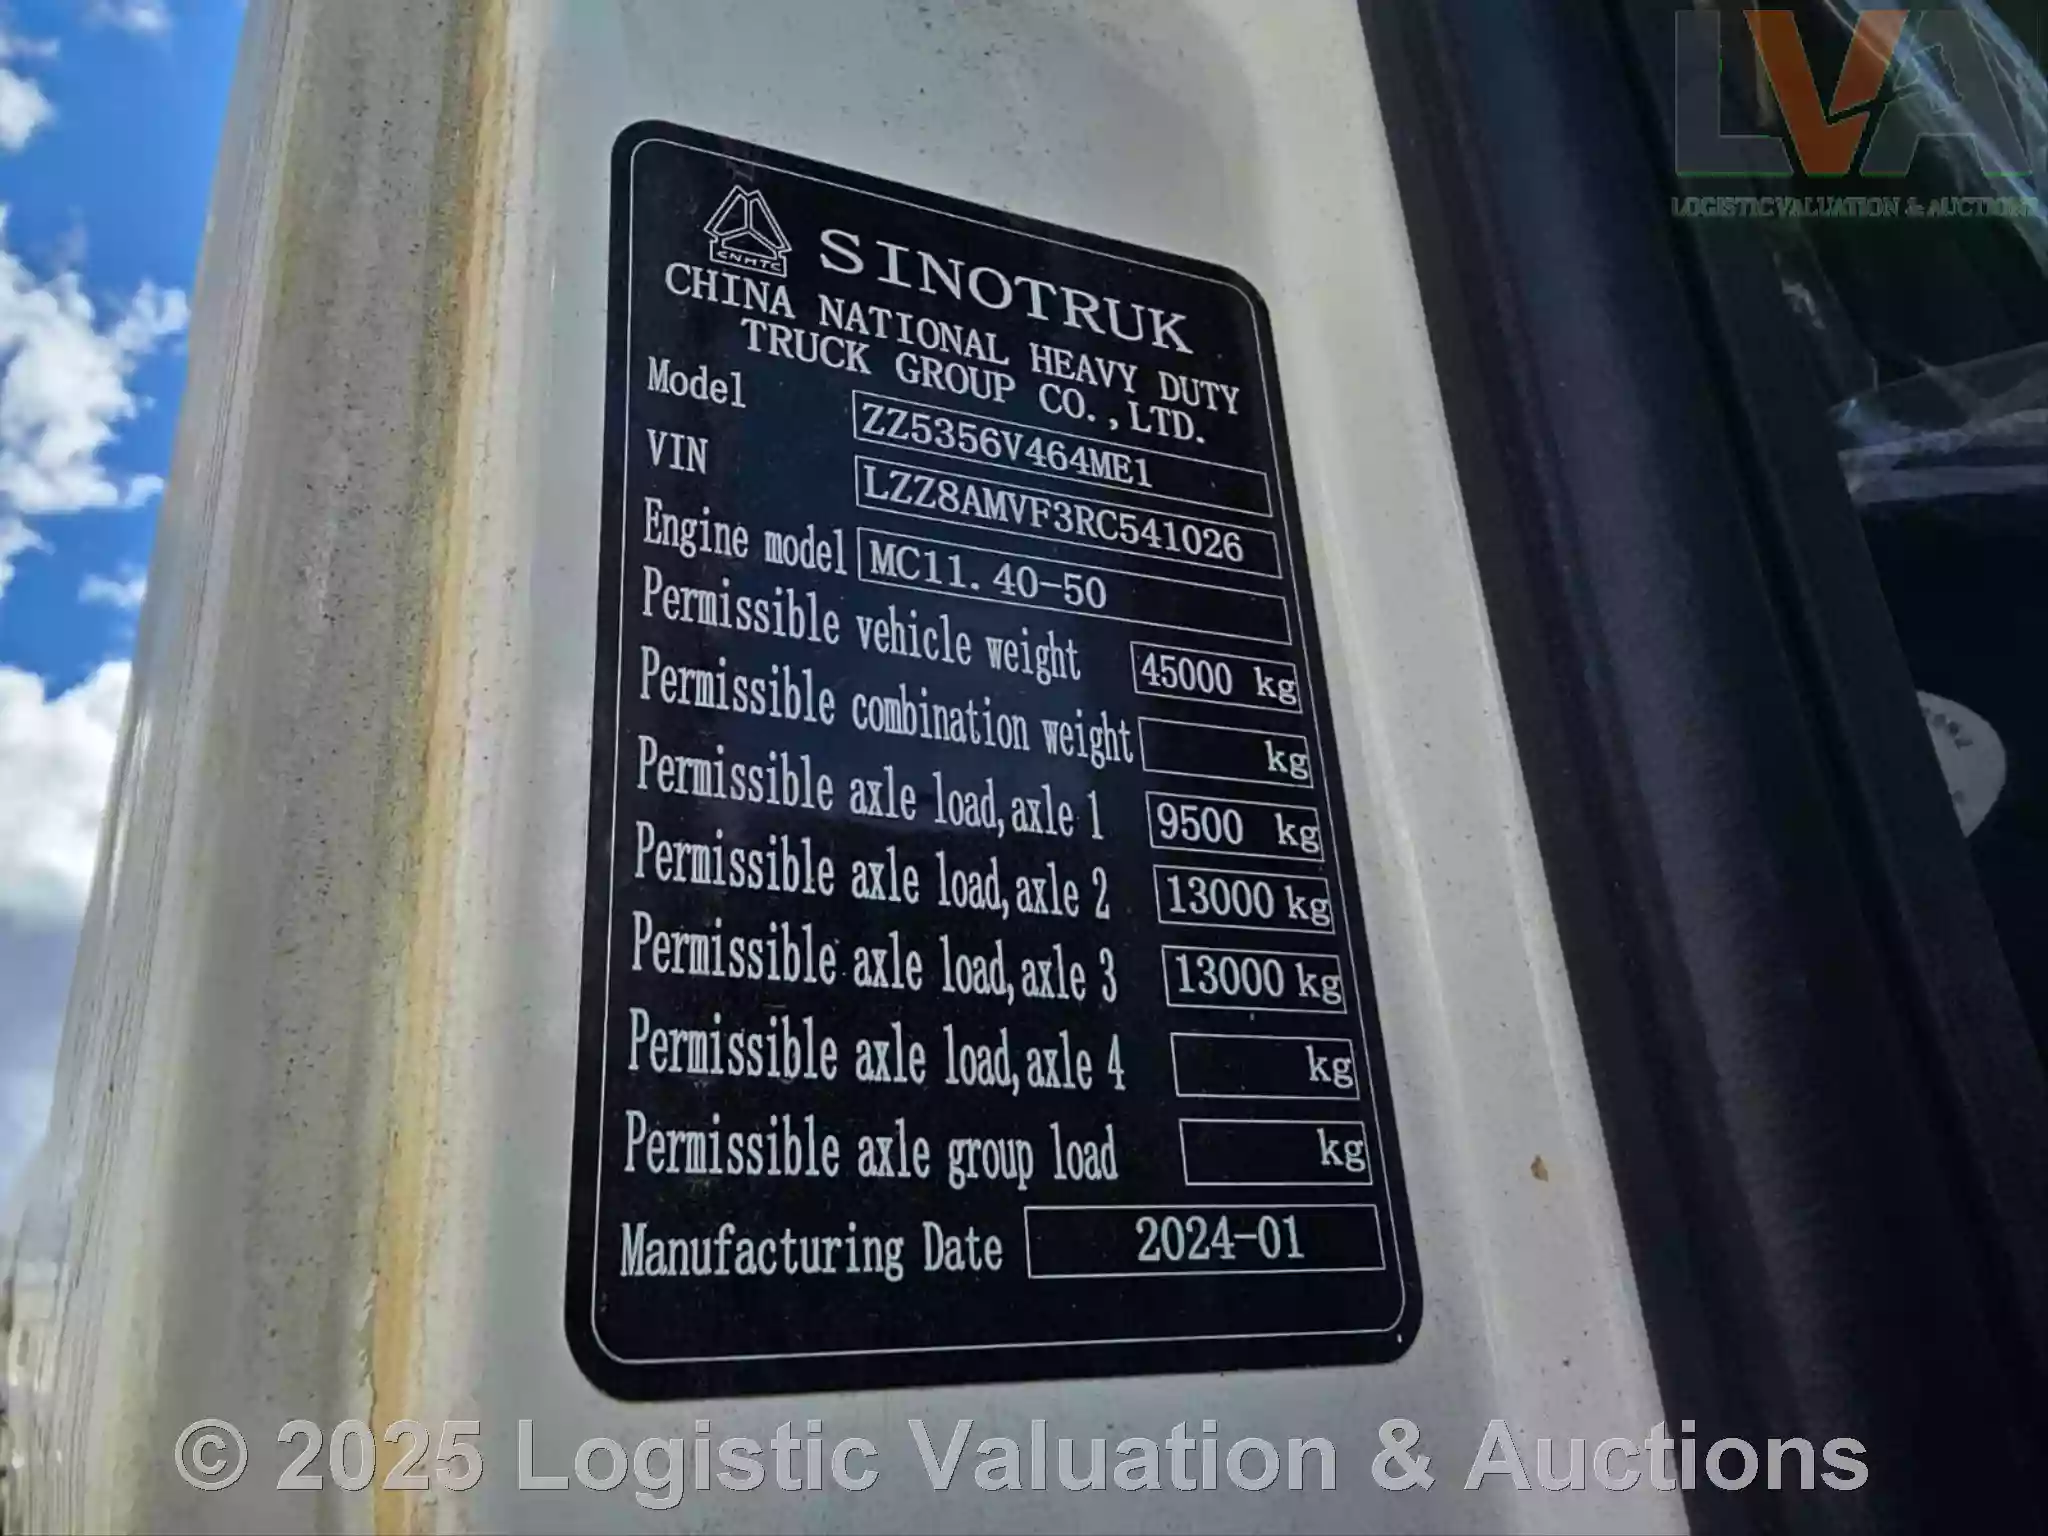 LVA
LOGISTIC VALUATION & AUCTIONS
CNHTC
SINOTRUK
CHINA NATIONAL HEAVY DUTY
TRUCK GROUP CO.,LTD.
Model ZZ5356V464ME1
VIN LZZ8AMVF3RC541026
Engine model MC11.40-50
Permissible vehicle weight 45000 kg
Permissible combination weight kg
Permissible axle load,axle 1 9500 kg
Permissible axle load,axle 2 13000 kg
Permissible axle load,axle 3 13000 kg
Permissible axle load,axle 4 kg
Permissible axle group load kg
Manufacturing Date 2024-01
© 2025 Logistic Valuation & Auctions